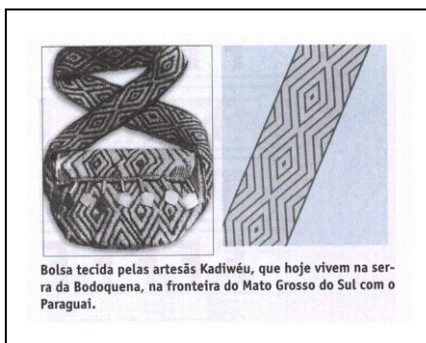 Bolsa tecida pelas artesãs Kadiwéu, que hoje vivem na ser-
ra da Bodoquena, na fronteira do Mato Grosso do Sul com o
Paraguai.